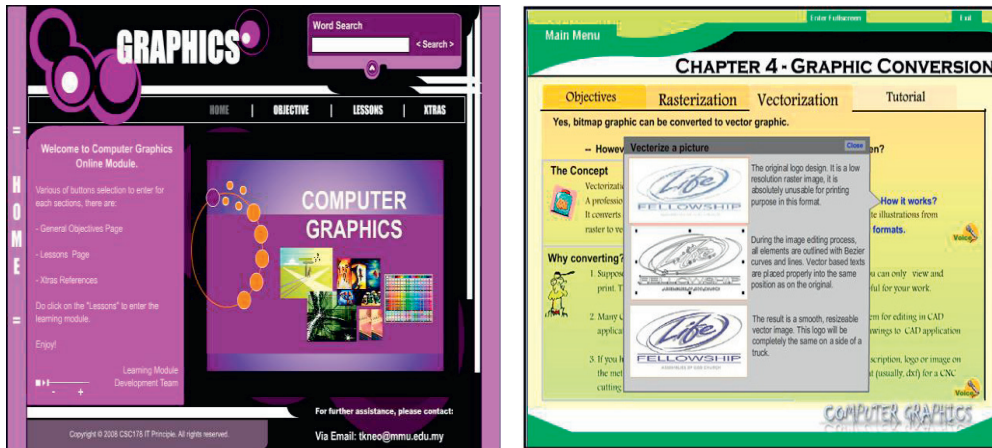 GRAPHICS
Word Search
< Search >
HOME | OBJECTIVE | LESSONS | XTRAS
= HOME =
Welcome to Computer Graphics
Online Module.
Various of buttons selection to enter for
each sections, there are:
- General Objectives Page
- Lessons Page
- Xtras References
Do click on the "Lessons" to enter the
learning module.
Enjoy!
Learning Module
Development Team
- +
COMPUTER
GRAPHICS
For further assistance, please contact:
Copyright © 2006 CSC178 IT Principle. All rights reserved.
Via Email: tkneo@mmu.edu.my
Enter Fullscreen
Exit
Main Menu
CHAPTER 4 - GRAPHIC CONVERSION
Objectives
Rasterization
Vectorization
Tutorial
Yes, bitmap graphic can be converted to vector graphic.
-- Howev
en?
Vecterize a picture
Close
The original logo design. It is a low
resolution raster image, it is
absolutely unusable for printing
purpose in this format.
During the image editing process,
all elements are outlined with Bezier
curves and lines. Vector based texts
are placed properly into the same
position as on the original.
The result is a smooth, resizeable
vector image. This logo will be
completely the same on a side of a
truck.
Life
FELLOWSHIP
Life
FELLOWSHIP
The Concept
Vectorizati
A professio
It converts
raster to ve
How it works?
te illustrations from
formats.
Voice
Why converting?
1. Suppos
print. T
ou can only view and
ful for your work.
2. Many C
applica
em for editing in CAD
awings to CAD application
3. If you h
the met
cutting
scription, logo or image on
at (usually, dxf) for a CNC
Voice
COMPUTER GRAPHICS